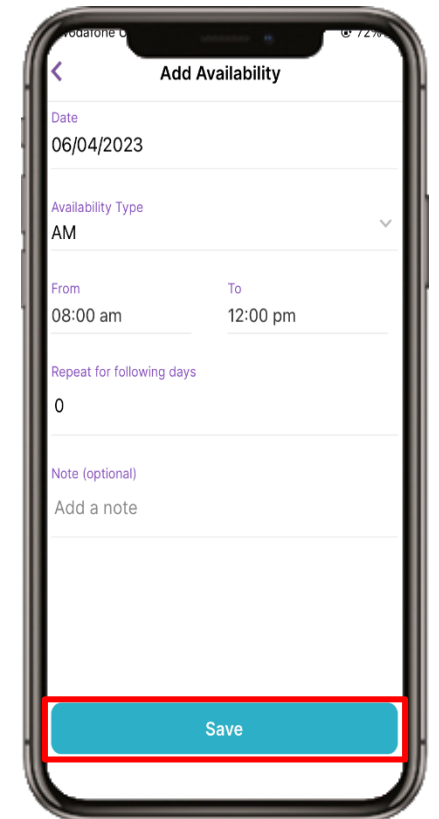 72%
Add Availability
Date
06/04/2023
Availability Type
AM
From To
08:00 am 12:00 pm
Repeat for following days
0
Note (optional)
Add a note
Save